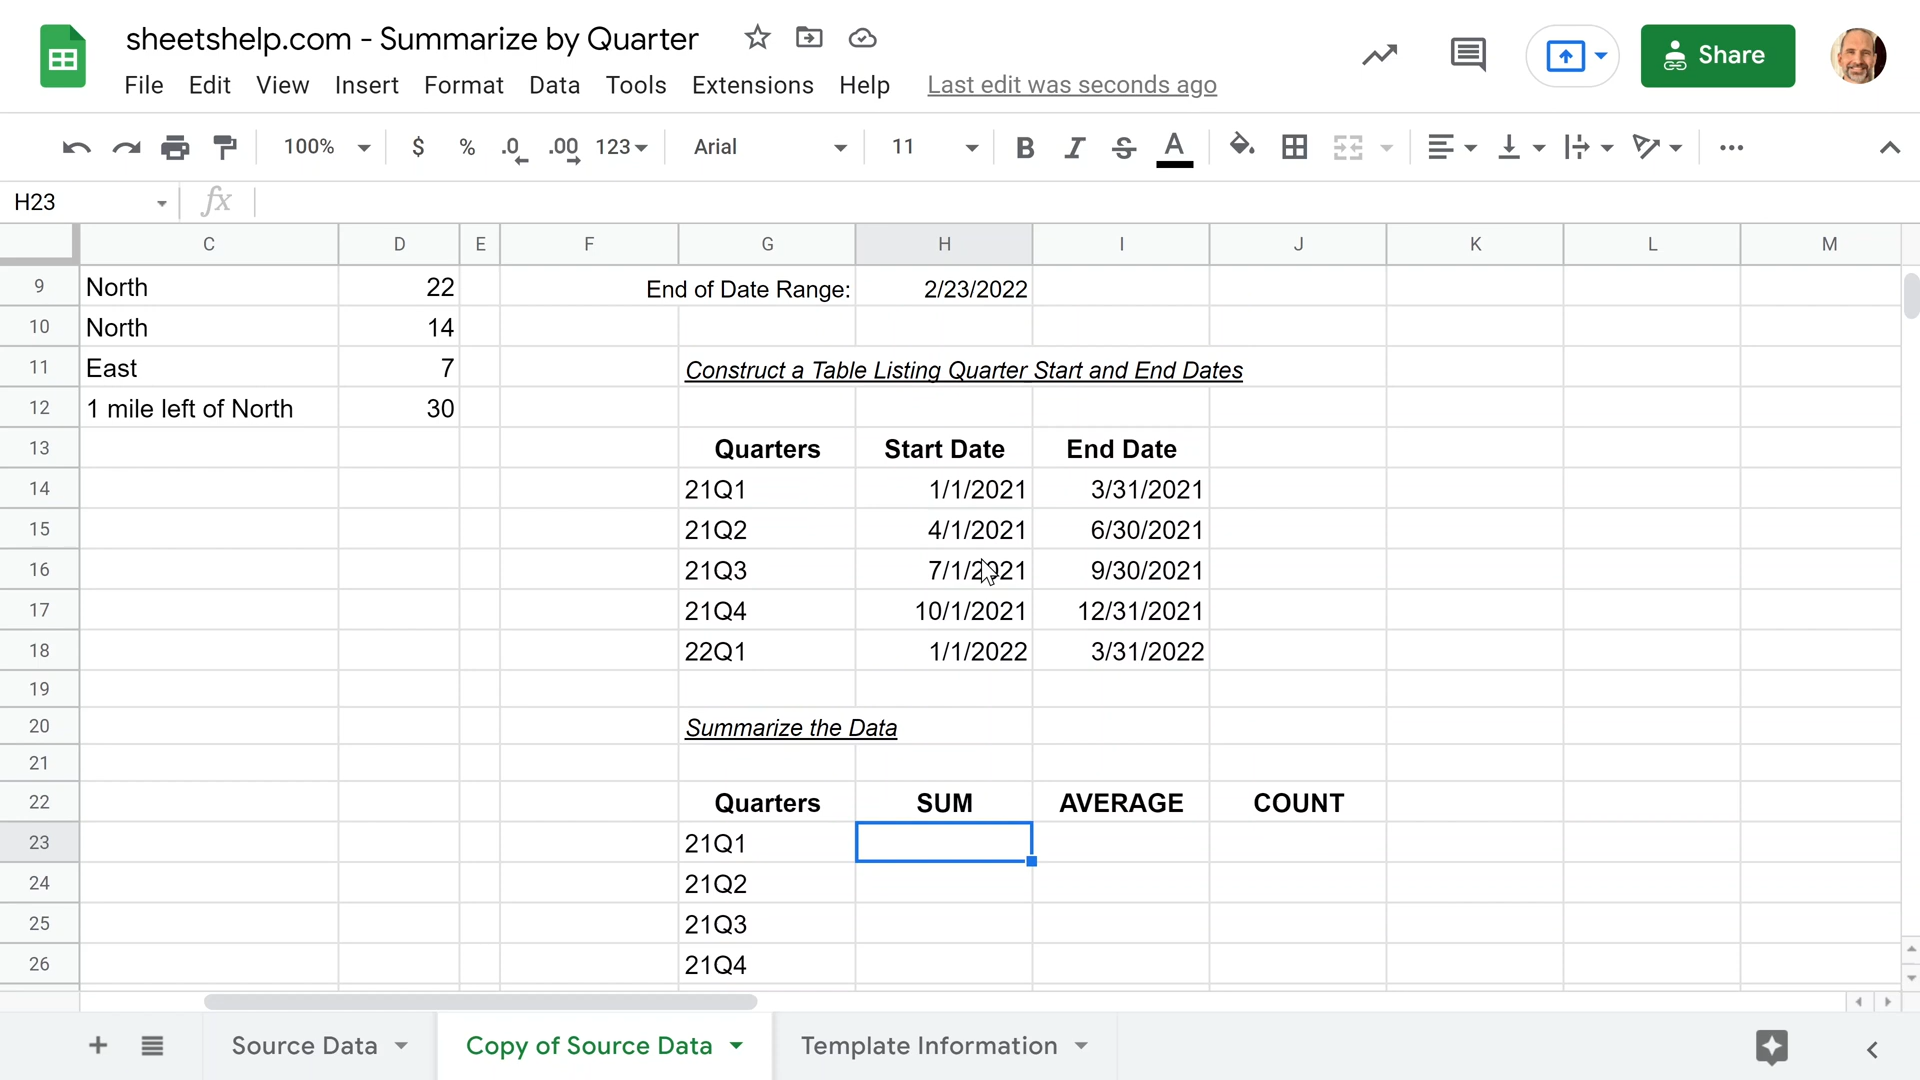 sheetshelp.com - Summarize by Quarter
File Edit View Insert Format Data Tools Extensions Help Last edit was seconds ago
Share
100% $ % .0 .00 123 Arial 11 B I S A
H23 fx
C D E F G H I J K L M
9 North 22 End of Date Range: 2/23/2022
10 North 14
11 East 7 Construct a Table Listing Quarter Start and End Dates
12 1 mile left of North 30
13 Quarters Start Date End Date
14 21Q1 1/1/2021 3/31/2021
15 21Q2 4/1/2021 6/30/2021
16 21Q3 7/1/2021 9/30/2021
17 21Q4 10/1/2021 12/31/2021
18 22Q1 1/1/2022 3/31/2022
19
20 Summarize the Data
21
22 Quarters SUM AVERAGE COUNT
23 21Q1
24 21Q2
25 21Q3
26 21Q4
Source Data Copy of Source Data Template Information